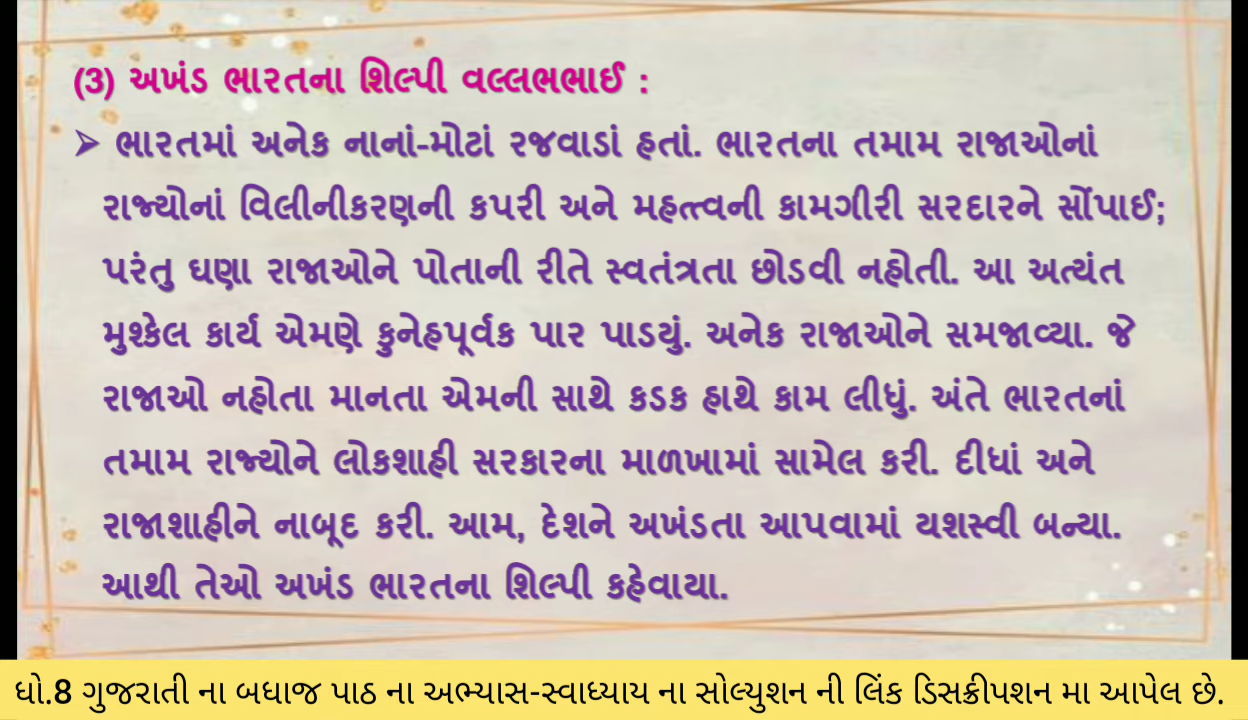 (3) અખંડ ભારતના શિલ્પી વલ્લભભાઈ :
➢ ભારતમાં અનેક નાનાં-મોટાં રજવાડાં હતાં. ભારતના તમામ રાજાઓનાં
રાજ્યોનાં વિલીનીકરણની કપરી અને મહત્ત્વની કામગીરી સરદારને સોંપાઈ;
પરંતુ ઘણા રાજાઓને પોતાની રીતે સ્વતંત્રતા છોડવી નહોતી. આ અત્યંત
મુશ્કેલ કાર્ય એમણે કુનેહપૂર્વક પાર પાડયું. અનેક રાજાઓને સમજાવ્યા. જે
રાજાઓ નહોતા માનતા એમની સાથે કડક હાથે કામ લીધું. અંતે ભારતનાં
તમામ રાજ્યોને લોકશાહી સરકારના માળખામાં સામેલ કરી. દીધાં અને
રાજાશાહીને નાબૂદ કરી. આમ, દેશને અખંડતા આપવામાં યશસ્વી બન્યા.
આથી તેઓ અખંડ ભારતના શિલ્પી કહેવાયા.
ધો.8 ગુજરાતી ના બધાજ પાઠ ના અભ્યાસ-સ્વાધ્યાય ના સોલ્યુશન ની લિંક ડિસક્રીપશન મા આપેલ છે.